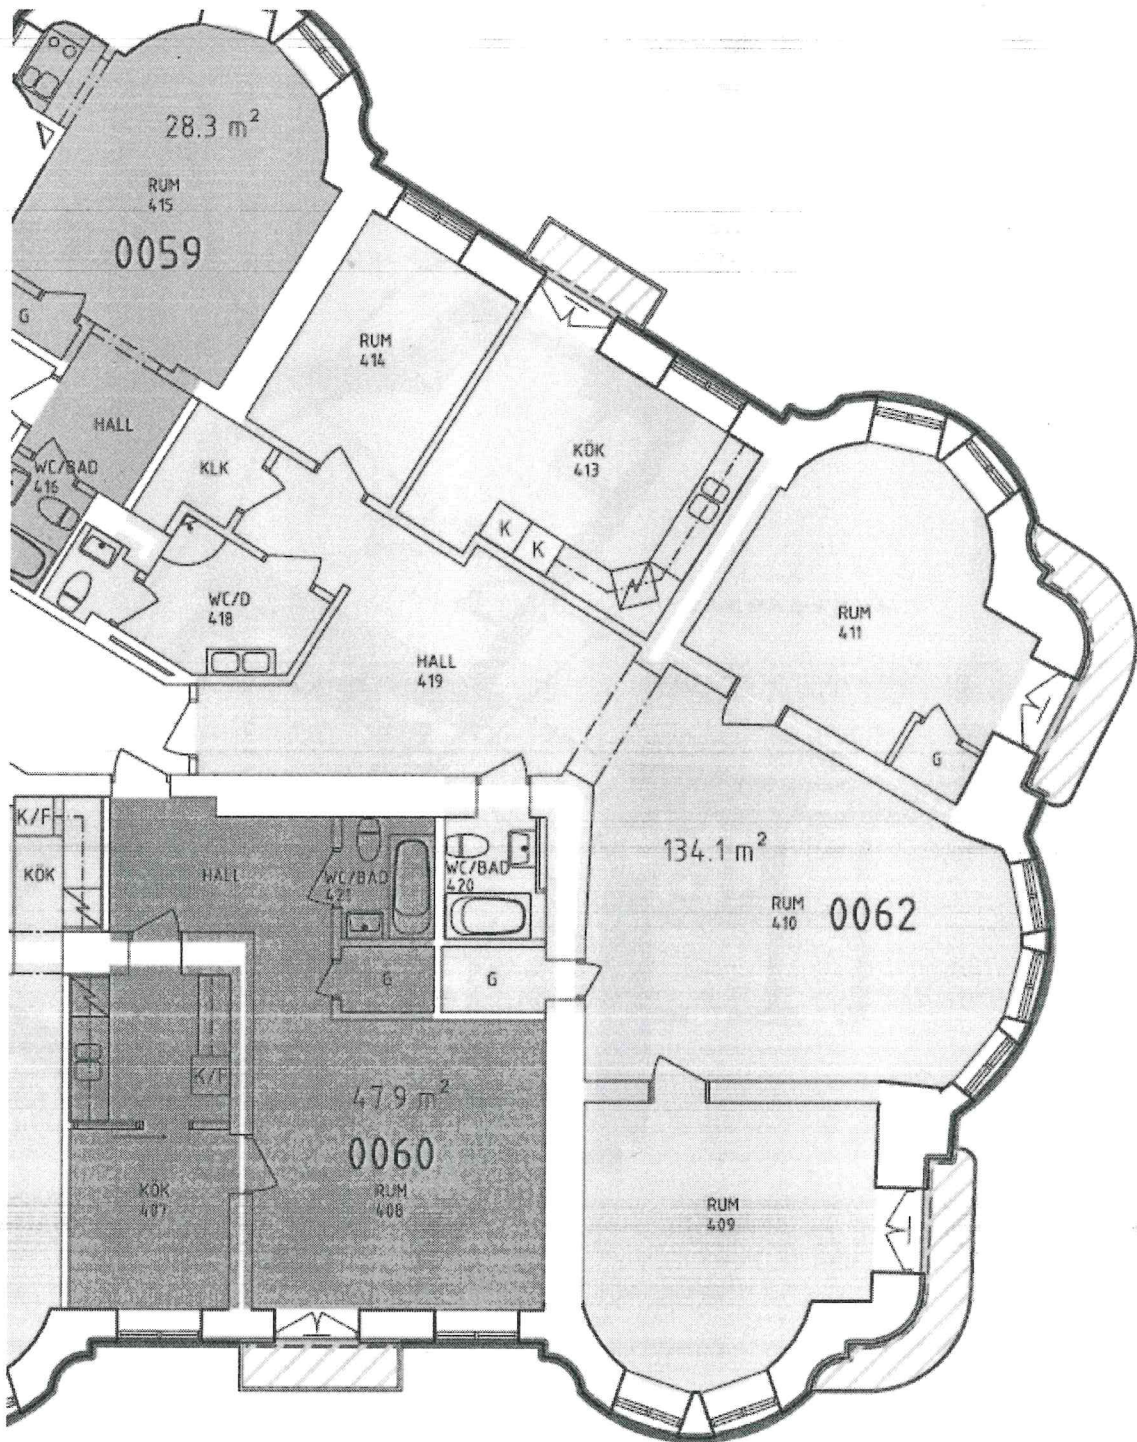 28.3 m²
RUM
415
0059
G
HALL
WC/BAD
416
KLK
RUM
414
KÖK
413
K
K
WC/D
418
HALL
419
RUM
411
G
134.1 m²
RUM
410
0062
K/F
KÖK
HALL
WC/BAD
421
WC/BAD
420
G
G
K/F
47.9 m²
0060
RUM
408
KÖK
407
RUM
409